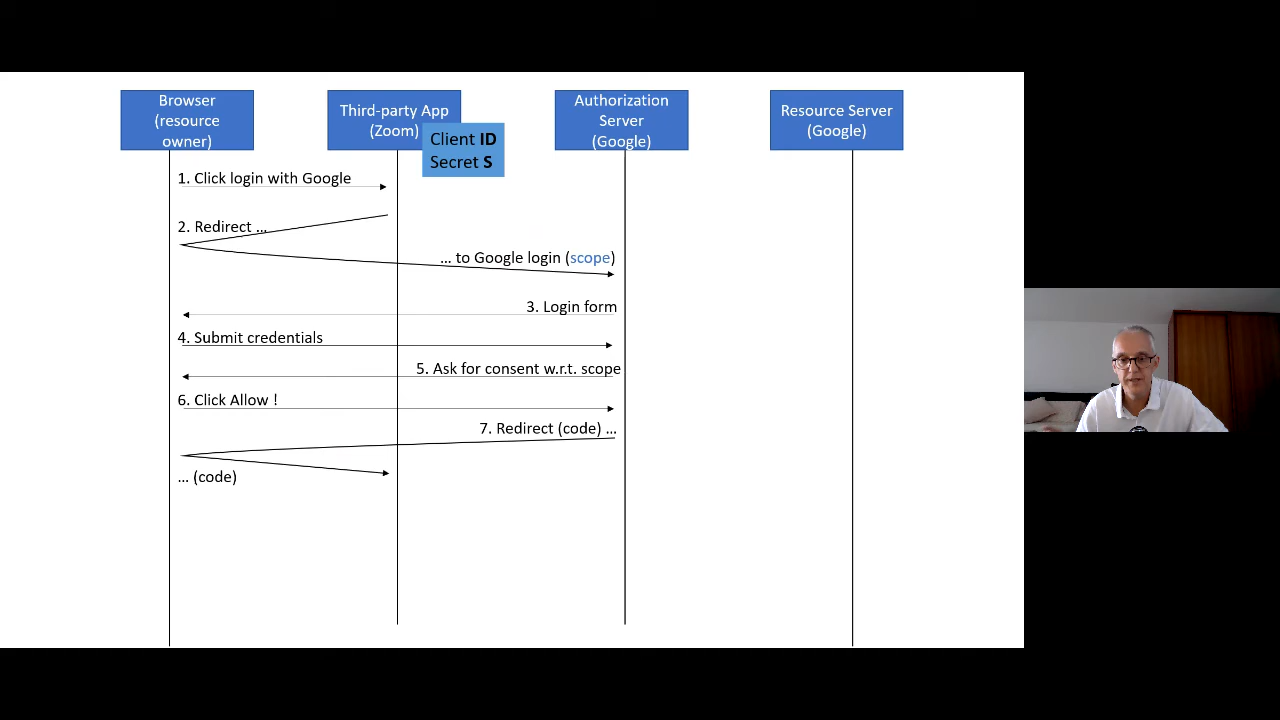 Browser
(resource
owner)
Third-party App
(Zoom)
Client ID
Secret S
Authorization
Server
(Google)
Resource Server
(Google)
1. Click login with Google
2. Redirect ...
... to Google login (scope)
3. Login form
4. Submit credentials
5. Ask for consent w.r.t. scope
6. Click Allow !
7. Redirect (code) ...
... (code)